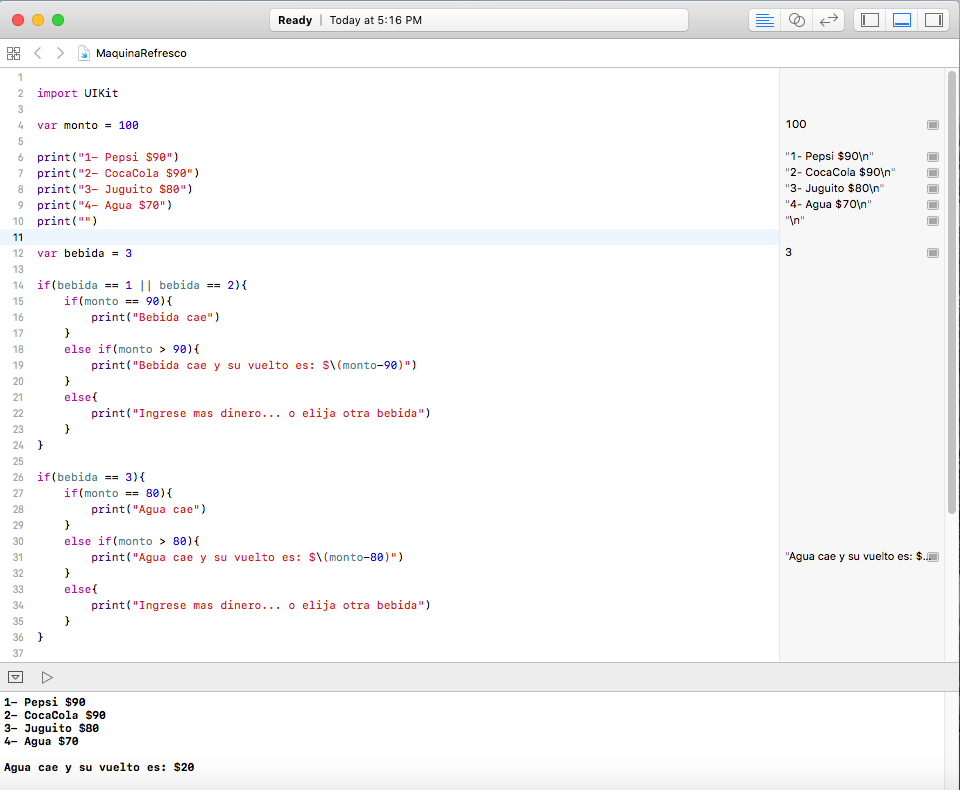 Ready | Today at 5:16 PM
MaquinaRefresco
1
2 import UIKit
3
4 var monto = 100 100
5
6 print("1- Pepsi $90") "1- Pepsi $90\n"
7 print("2- CocaCola $90") "2- CocaCola $90\n"
8 print("3- Juguito $80") "3- Juguito $80\n"
9 print("4- Agua $70") "4- Agua $70\n"
10 print("") "\n"
11
12 var bebida = 3 3
13
14 if(bebida == 1 || bebida == 2){
15 if(monto == 90){
16 print("Bebida cae")
17 }
18 else if(monto > 90){
19 print("Bebida cae y su vuelto es: $\(monto-90)")
20 }
21 else{
22 print("Ingrese mas dinero... o elija otra bebida")
23 }
24 }
25
26 if(bebida == 3){
27 if(monto == 80){
28 print("Agua cae")
29 }
30 else if(monto > 80){
31 print("Agua cae y su vuelto es: $\(monto-80)") "Agua cae y su vuelto es: $...
32 }
33 else{
34 print("Ingrese mas dinero... o elija otra bebida")
35 }
36 }
37
1- Pepsi $90
2- CocaCola $90
3- Juguito $80
4- Agua $70
Agua cae y su vuelto es: $20